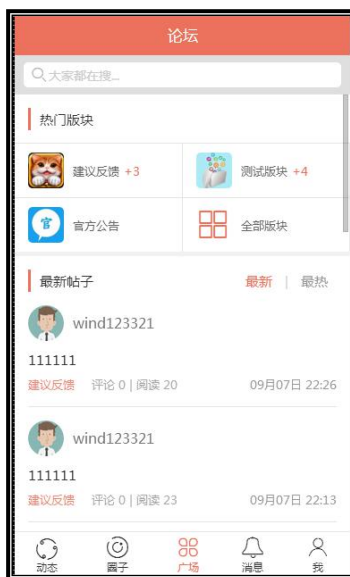 论坛
大家都在搜...
热门版块
建议反馈 +3
测试版块 +4
官
官方公告
全部版块
最新帖子
最新 | 最热
wind123321
111111
建议反馈 评论 0 | 阅读 20 09月07日 22:26
wind123321
111111
建议反馈 评论 0 | 阅读 23 09月07日 22:13
动态 圈子 广场 消息 我